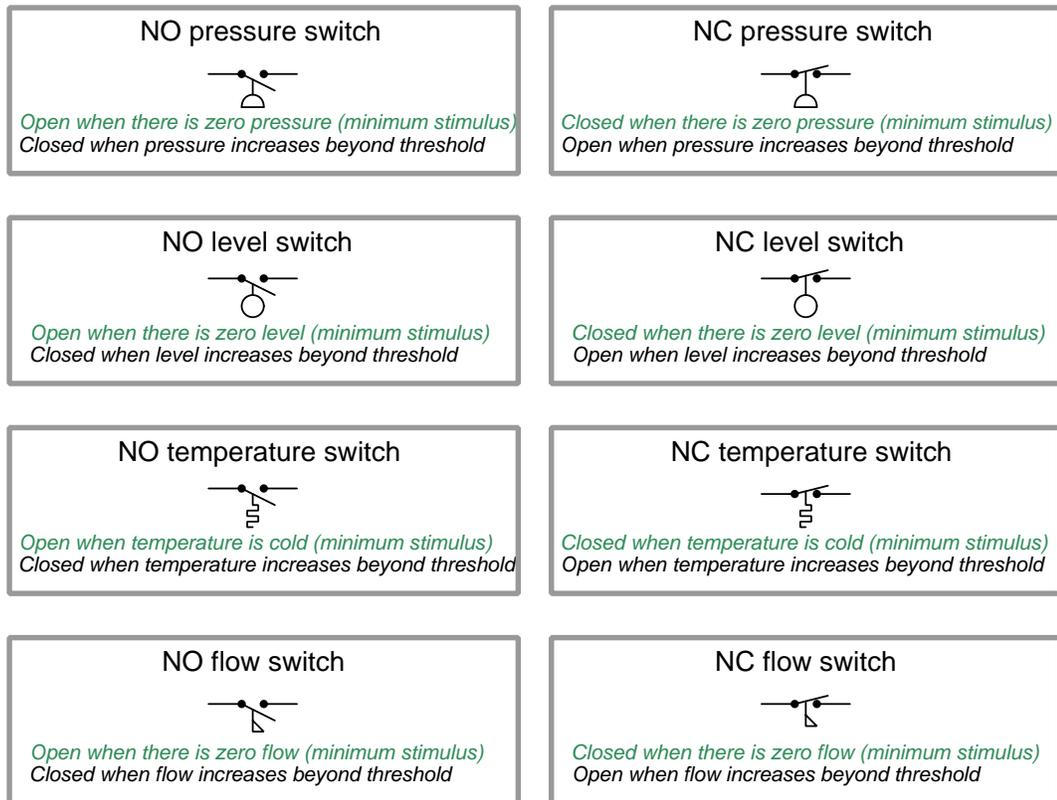 NO pressure switch
Open when there is zero pressure (minimum stimulus)
Closed when pressure increases beyond threshold
NC pressure switch
Closed when there is zero pressure (minimum stimulus)
Open when pressure increases beyond threshold
NO level switch
Open when there is zero level (minimum stimulus)
Closed when level increases beyond threshold
NC level switch
Closed when there is zero level (minimum stimulus)
Open when level increases beyond threshold
NO temperature switch
Open when temperature is cold (minimum stimulus)
Closed when temperature increases beyond threshold
NC temperature switch
Closed when temperature is cold (minimum stimulus)
Open when temperature increases beyond threshold
NO flow switch
Open when there is zero flow (minimum stimulus)
Closed when flow increases beyond threshold
NC flow switch
Closed when there is zero flow (minimum stimulus)
Open when flow increases beyond threshold